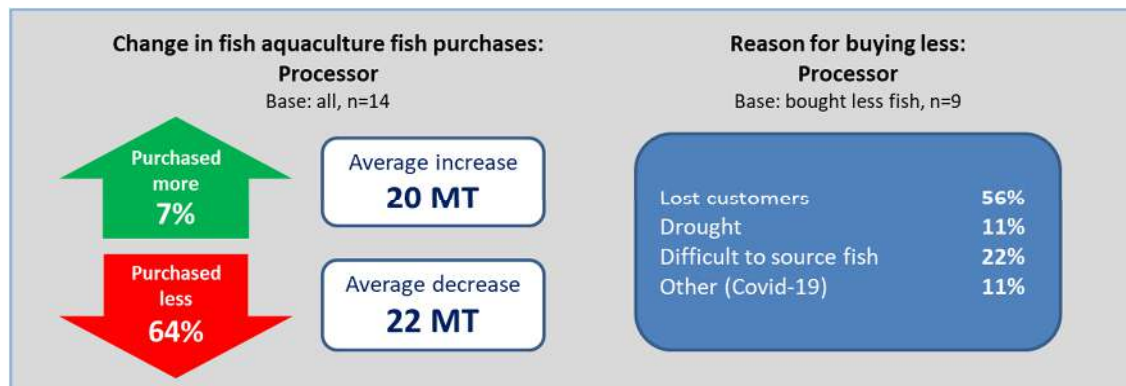 Change in fish aquaculture fish purchases:
Processor
Base: all, n=14
Purchased
more
7%
Average increase
20 MT
Purchased
less
64%
Average decrease
22 MT
Reason for buying less:
Processor
Base: bought less fish, n=9
Lost customers 56%
Drought 11%
Difficult to source fish 22%
Other (Covid-19) 11%